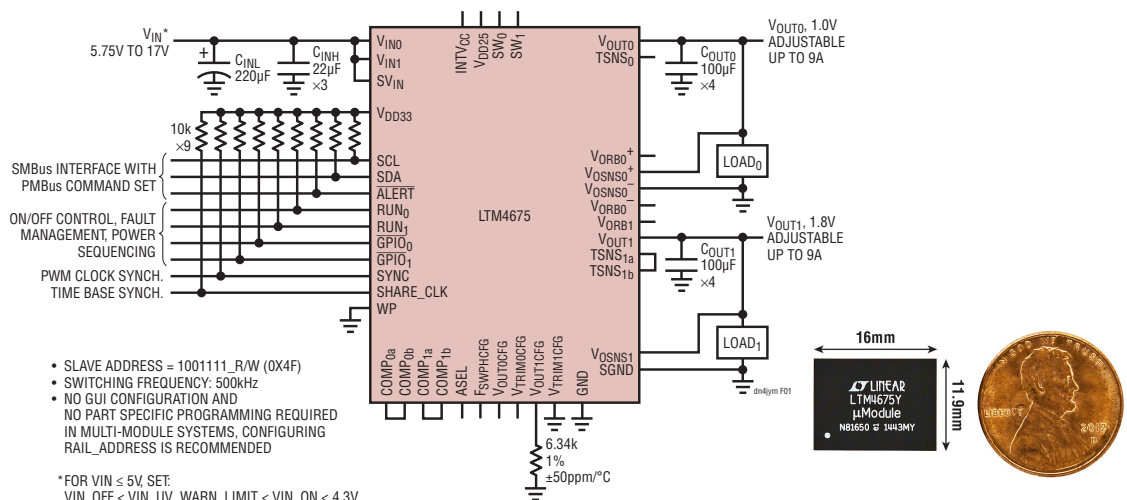 VIN*
5.75V TO 17V
+
CINL
220µF
CINH
22µF
×3
10k
×9
SMBus INTERFACE WITH
PMBus COMMAND SET
ON/OFF CONTROL, FAULT
MANAGEMENT, POWER
SEQUENCING
PWM CLOCK SYNCH.
TIME BASE SYNCH.
VIN0
VIN1
SVIN
VDD33
SCL
SDA
ALERT
RUN0
RUN1
GPIO0
GPIO1
SYNC
SHARE_CLK
WP
INTVCC
VDD25
SW0
SW1
LTM4675
VOUT0
TSNS0
VORB0+
VOSNS0+
VOSNS0–
VORB0–
VORB1
VOUT1
TSNS1a
TSNS1b
VOSNS1
SGND
COMP0a
COMP0b
COMP1a
COMP1b
ASEL
FSWPHCFG
VOUT0CFG
VTRIM0CFG
VOUT1CFG
VTRIM1CFG
GND
6.34k
1%
±50ppm/°C
COUT0
100µF
×4
VOUT0, 1.0V
ADJUSTABLE
UP TO 9A
LOAD0
COUT1
100µF
×4
VOUT1, 1.8V
ADJUSTABLE
UP TO 9A
LOAD1
dn4jym F01
• SLAVE ADDRESS = 1001111_R/W (0X4F)
• SWITCHING FREQUENCY: 500kHz
• NO GUI CONFIGURATION AND
NO PART SPECIFIC PROGRAMMING REQUIRED
IN MULTI-MODULE SYSTEMS, CONFIGURING
RAIL_ADDRESS IS RECOMMENDED
*FOR VIN ≤ 5V, SET:
VIN_OFF < VIN_UV_WARN_LIMIT < VIN_ON < 4.3V
16mm
11.9mm
LT LINEAR
LTM4675Y
µModule
N81650 1443MY
IN GOD WE TRUST
LIBERTY
2012
D